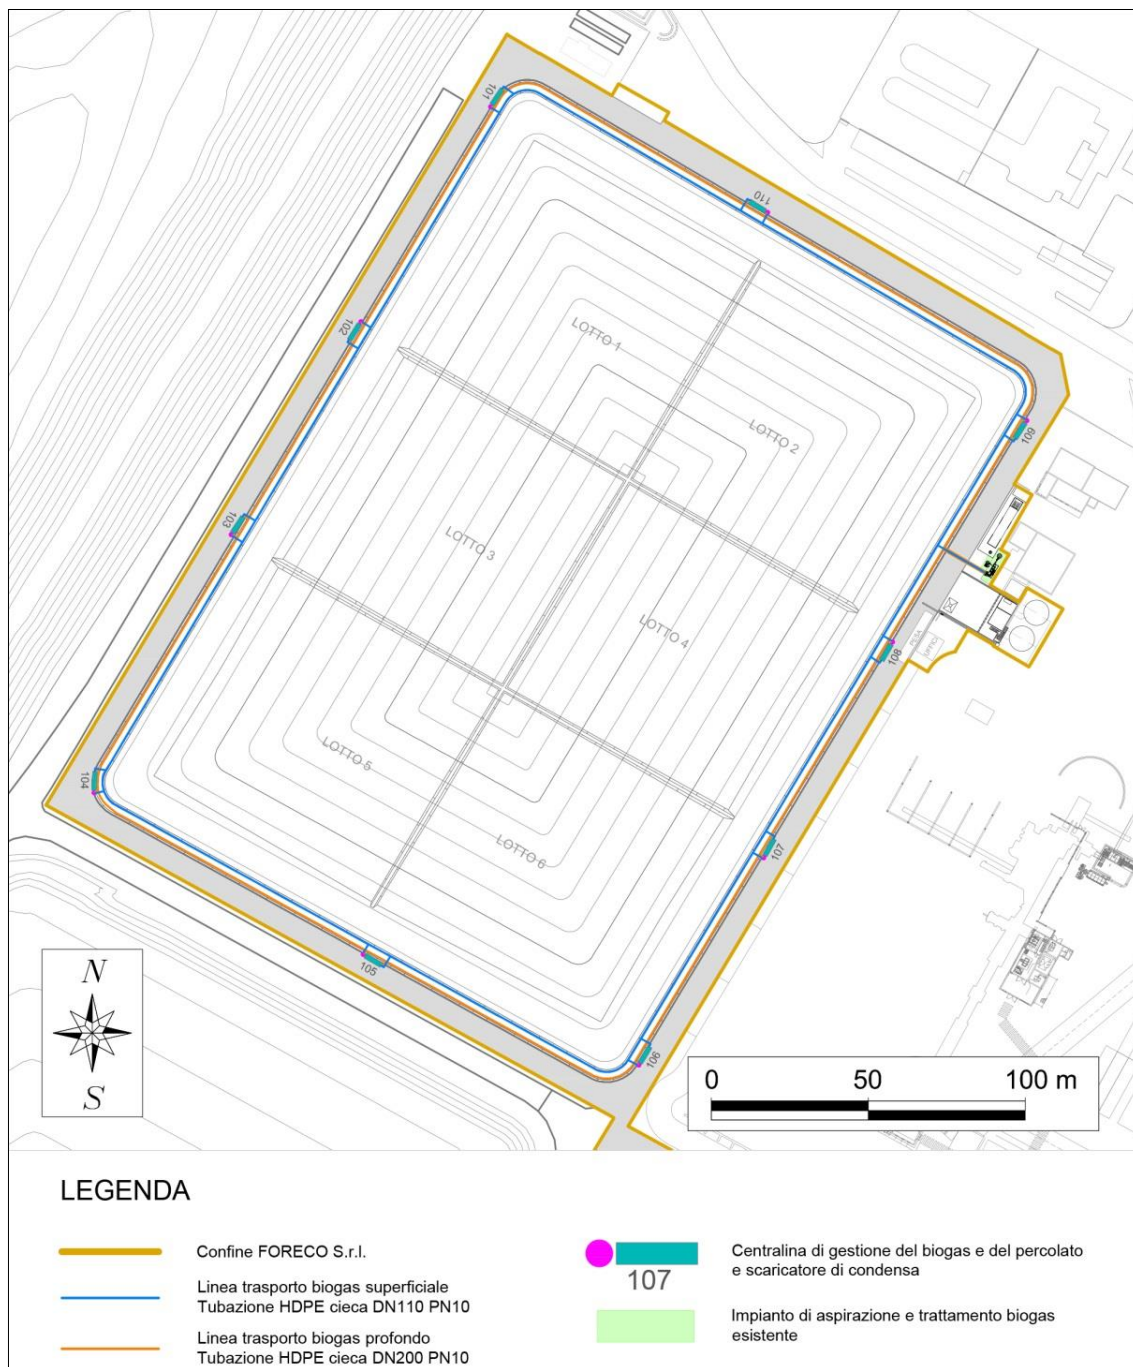 101
110
102
LOTTO 1
LOTTO 2
109
103
LOTTO 3
LOTTO 4
PESA
UFFICI
108
104
LOTTO 5
LOTTO 6
107
105
106
N
S
0 50 100 m
LEGENDA
Confine FORECO S.r.l.
Linea trasporto biogas superficiale
Tubazione HDPE cieca DN110 PN10
Linea trasporto biogas profondo
Tubazione HDPE cieca DN200 PN10
107
Centralina di gestione del biogas e del percolato
e scaricatore di condensa
Impianto di aspirazione e trattamento biogas
esistente